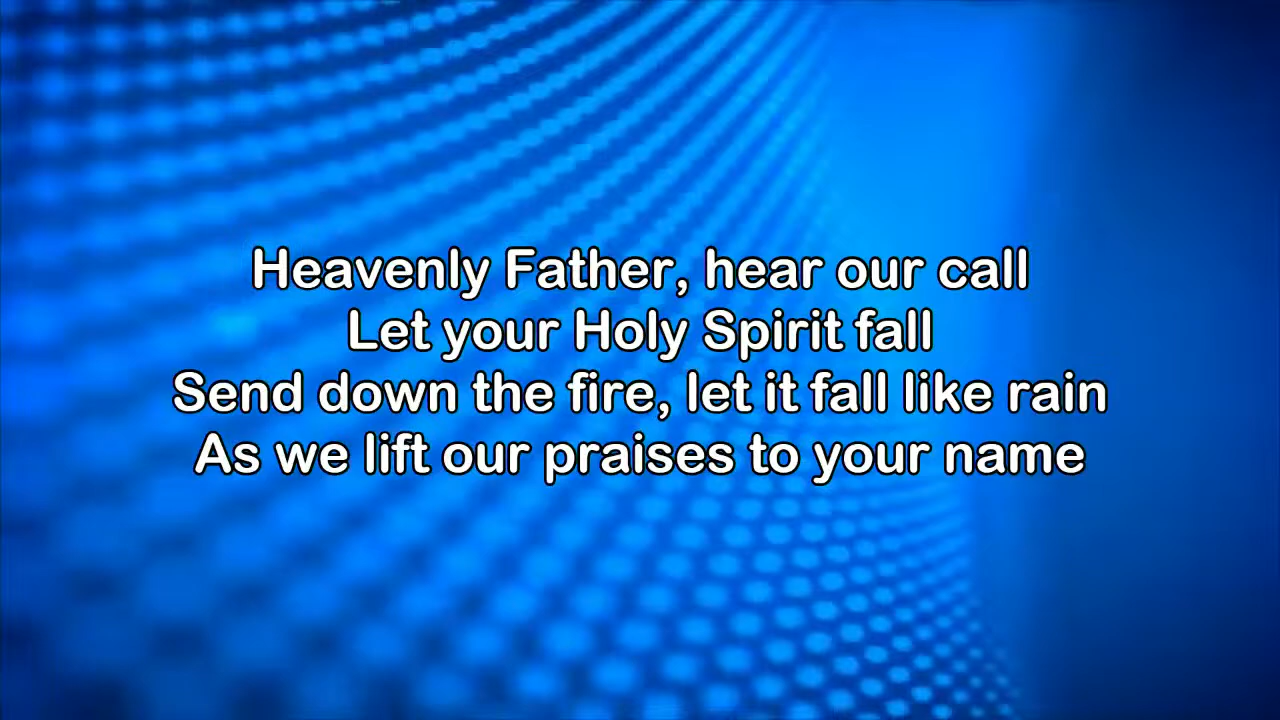 Heavenly Father, hear our call
Let your Holy Spirit fall
Send down the fire, let it fall like rain
As we lift our praises to your name